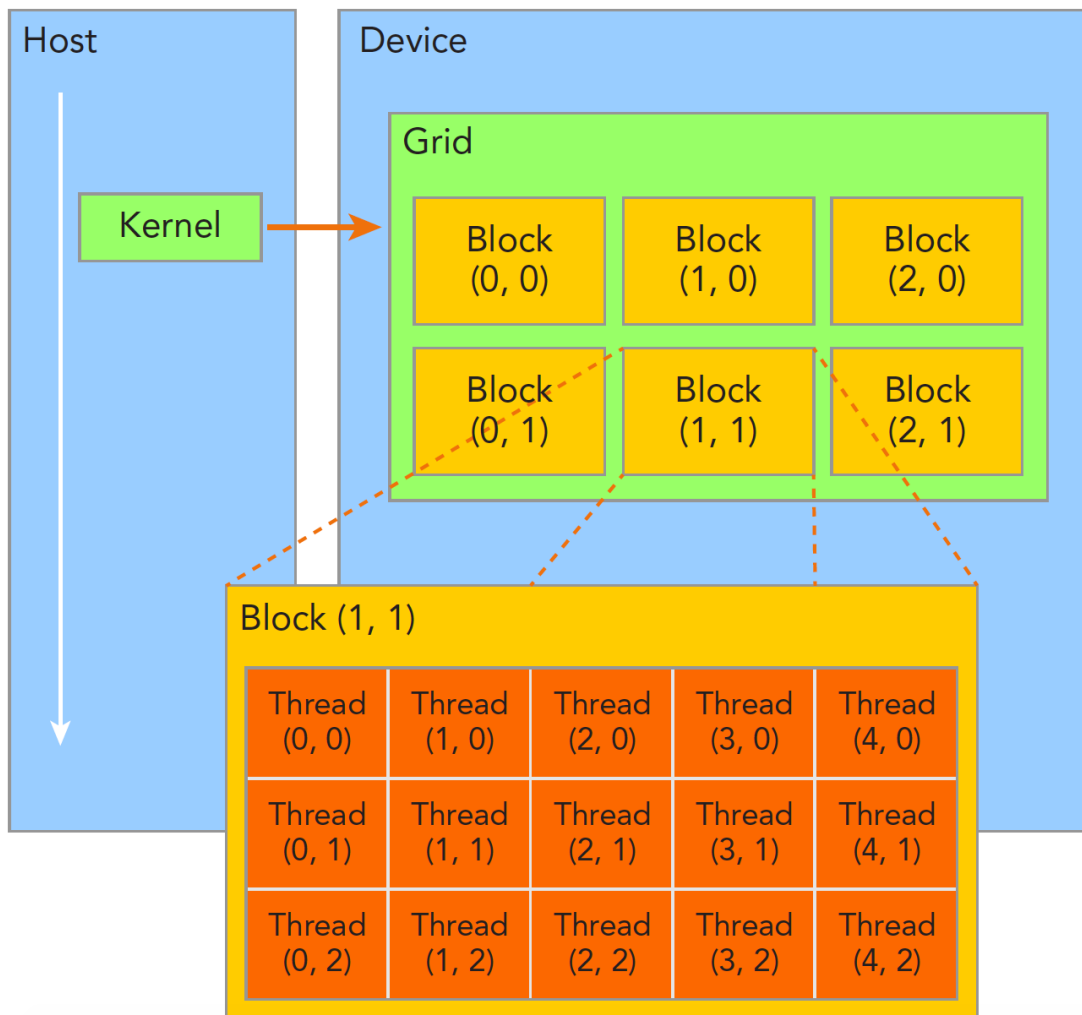 Host
Device
Grid
Kernel
Block
(0, 0)
Block
(1, 0)
Block
(2, 0)
Block
(0, 1)
Block
(1, 1)
Block
(2, 1)
Block (1, 1)
Thread
(0, 0)
Thread
(1, 0)
Thread
(2, 0)
Thread
(3, 0)
Thread
(4, 0)
Thread
(0, 1)
Thread
(1, 1)
Thread
(2, 1)
Thread
(3, 1)
Thread
(4, 1)
Thread
(0, 2)
Thread
(1, 2)
Thread
(2, 2)
Thread
(3, 2)
Thread
(4, 2)